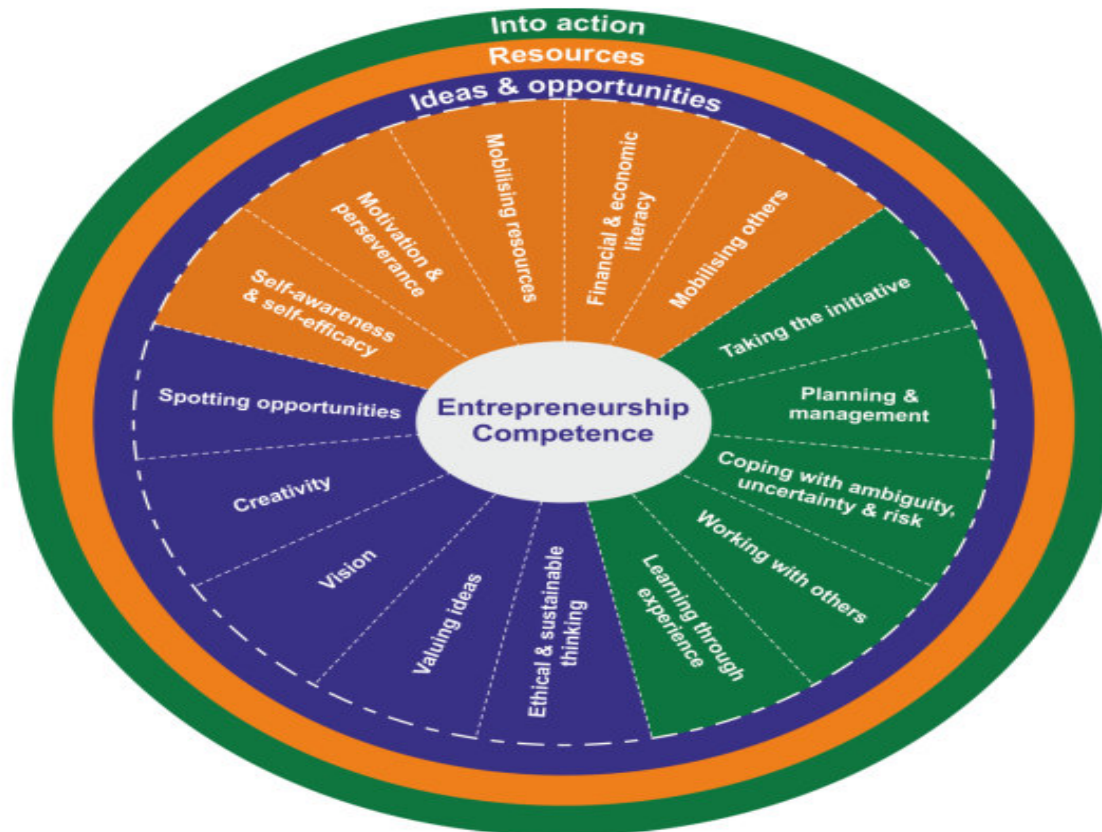 Into action
Resources
Ideas & opportunities
Mobilising resources
Financial & economic
literacy
Mobilising others
Motivation &
perseverance
Self-awareness
& self-efficacy
Taking the initiative
Spotting opportunities
Planning &
management
Entrepreneurship
Competence
Creativity
Coping with ambiguity,
uncertainty & risk
Vision
Working with others
Valuing ideas
Ethical & sustainable
thinking
Learning through
experience